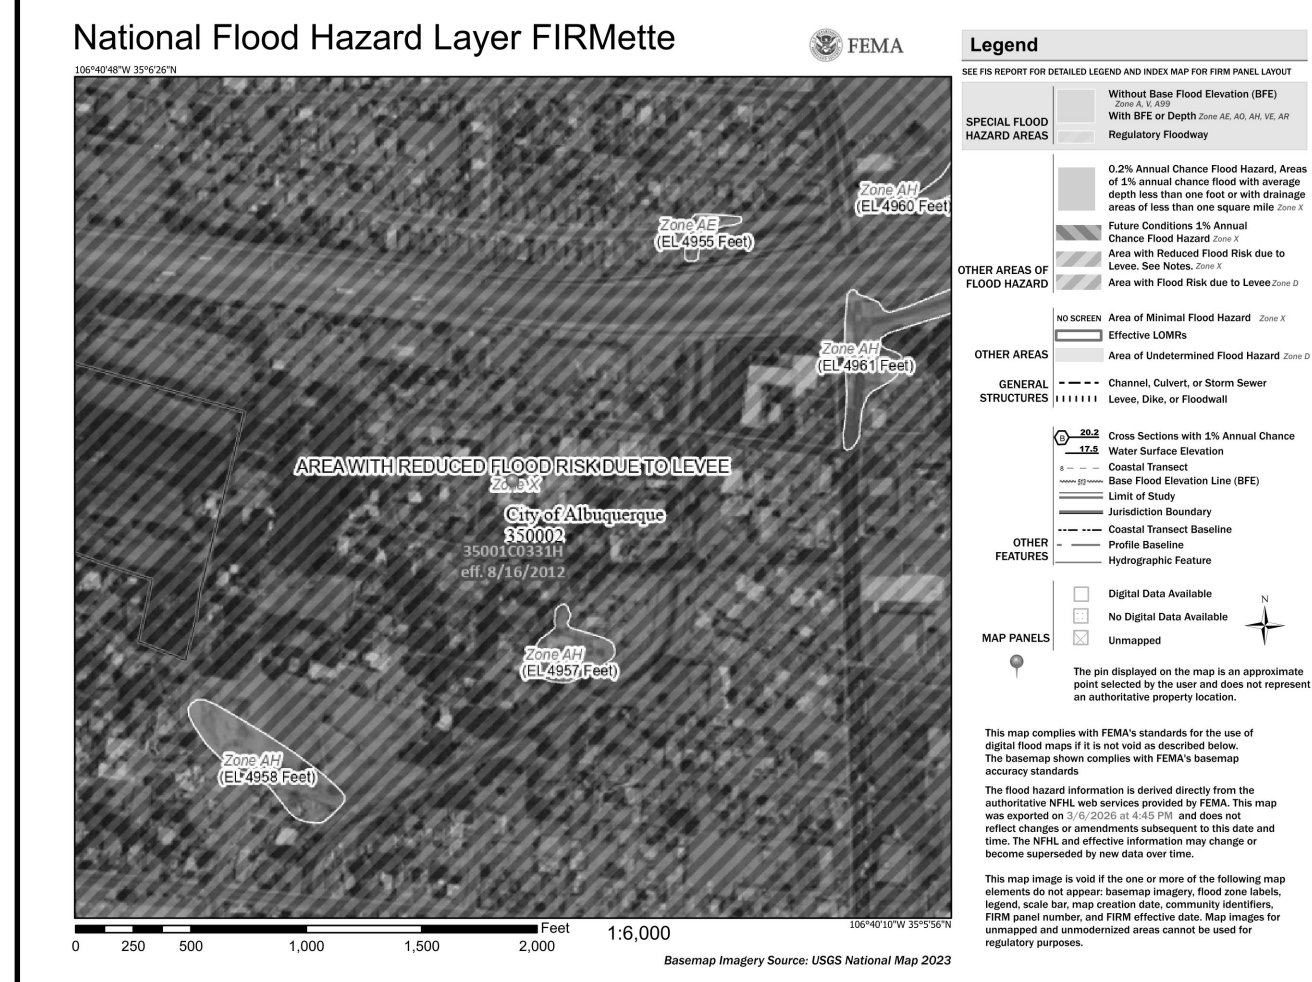 National Flood Hazard Layer FIRMette
FEMA
106°40'48"W 35°6'26"N
Zone AH
(EL 4960 Feet)
Zone AE
(EL 4955 Feet)
Zone AH
(EL 4961 Feet)
AREA WITH REDUCED FLOOD RISK DUE TO LEVEE
Zone X
City of Albuquerque
350002
35001C0331H
eff. 8/16/2012
Zone AH
(EL 4957 Feet)
Zone AH
(EL 4958 Feet)
Feet
0 250 500 1,000 1,500 2,000
1:6,000
106°40'10"W 35°5'56"N
Basemap Imagery Source: USGS National Map 2023
Legend
SEE FIS REPORT FOR DETAILED LEGEND AND INDEX MAP FOR FIRM PANEL LAYOUT
SPECIAL FLOOD
HAZARD AREAS
Without Base Flood Elevation (BFE)
Zone A, V, A99
With BFE or Depth Zone AE, AO, AH, VE, AR
Regulatory Floodway
OTHER AREAS OF
FLOOD HAZARD
0.2% Annual Chance Flood Hazard, Areas
of 1% annual chance flood with average
depth less than one foot or with drainage
areas of less than one square mile Zone X
Future Conditions 1% Annual
Chance Flood Hazard Zone X
Area with Reduced Flood Risk due to
Levee. See Notes. Zone X
Area with Flood Risk due to Levee Zone D
OTHER AREAS
NO SCREEN Area of Minimal Flood Hazard Zone X
Effective LOMRs
Area of Undetermined Flood Hazard Zone D
GENERAL
STRUCTURES
Channel, Culvert, or Storm Sewer
Levee, Dike, or Floodwall
OTHER
FEATURES
B 20.2 Cross Sections with 1% Annual Chance
17.5 Water Surface Elevation
8 Coastal Transect
513 Base Flood Elevation Line (BFE)
Limit of Study
Jurisdiction Boundary
Coastal Transect Baseline
Profile Baseline
Hydrographic Feature
MAP PANELS
Digital Data Available
No Digital Data Available
Unmapped
N
The pin displayed on the map is an approximate
point selected by the user and does not represent
an authoritative property location.
This map complies with FEMA's standards for the use of
digital flood maps if it is not void as described below.
The basemap shown complies with FEMA's basemap
accuracy standards
The flood hazard information is derived directly from the
authoritative NFHL web services provided by FEMA. This map
was exported on 3/6/2026 at 4:45 PM and does not
reflect changes or amendments subsequent to this date and
time. The NFHL and effective information may change or
become superseded by new data over time.
This map image is void if the one or more of the following map
elements do not appear: basemap imagery, flood zone labels,
legend, scale bar, map creation date, community identifiers,
FIRM panel number, and FIRM effective date. Map images for
unmapped and unmodernized areas cannot be used for
regulatory purposes.